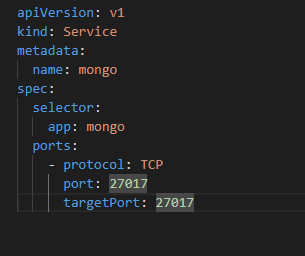 apiVersion: v1
kind: Service
metadata:
  name: mongo
spec:
  selector:
    app: mongo
  ports:
    - protocol: TCP
      port: 27017
      targetPort: 27017